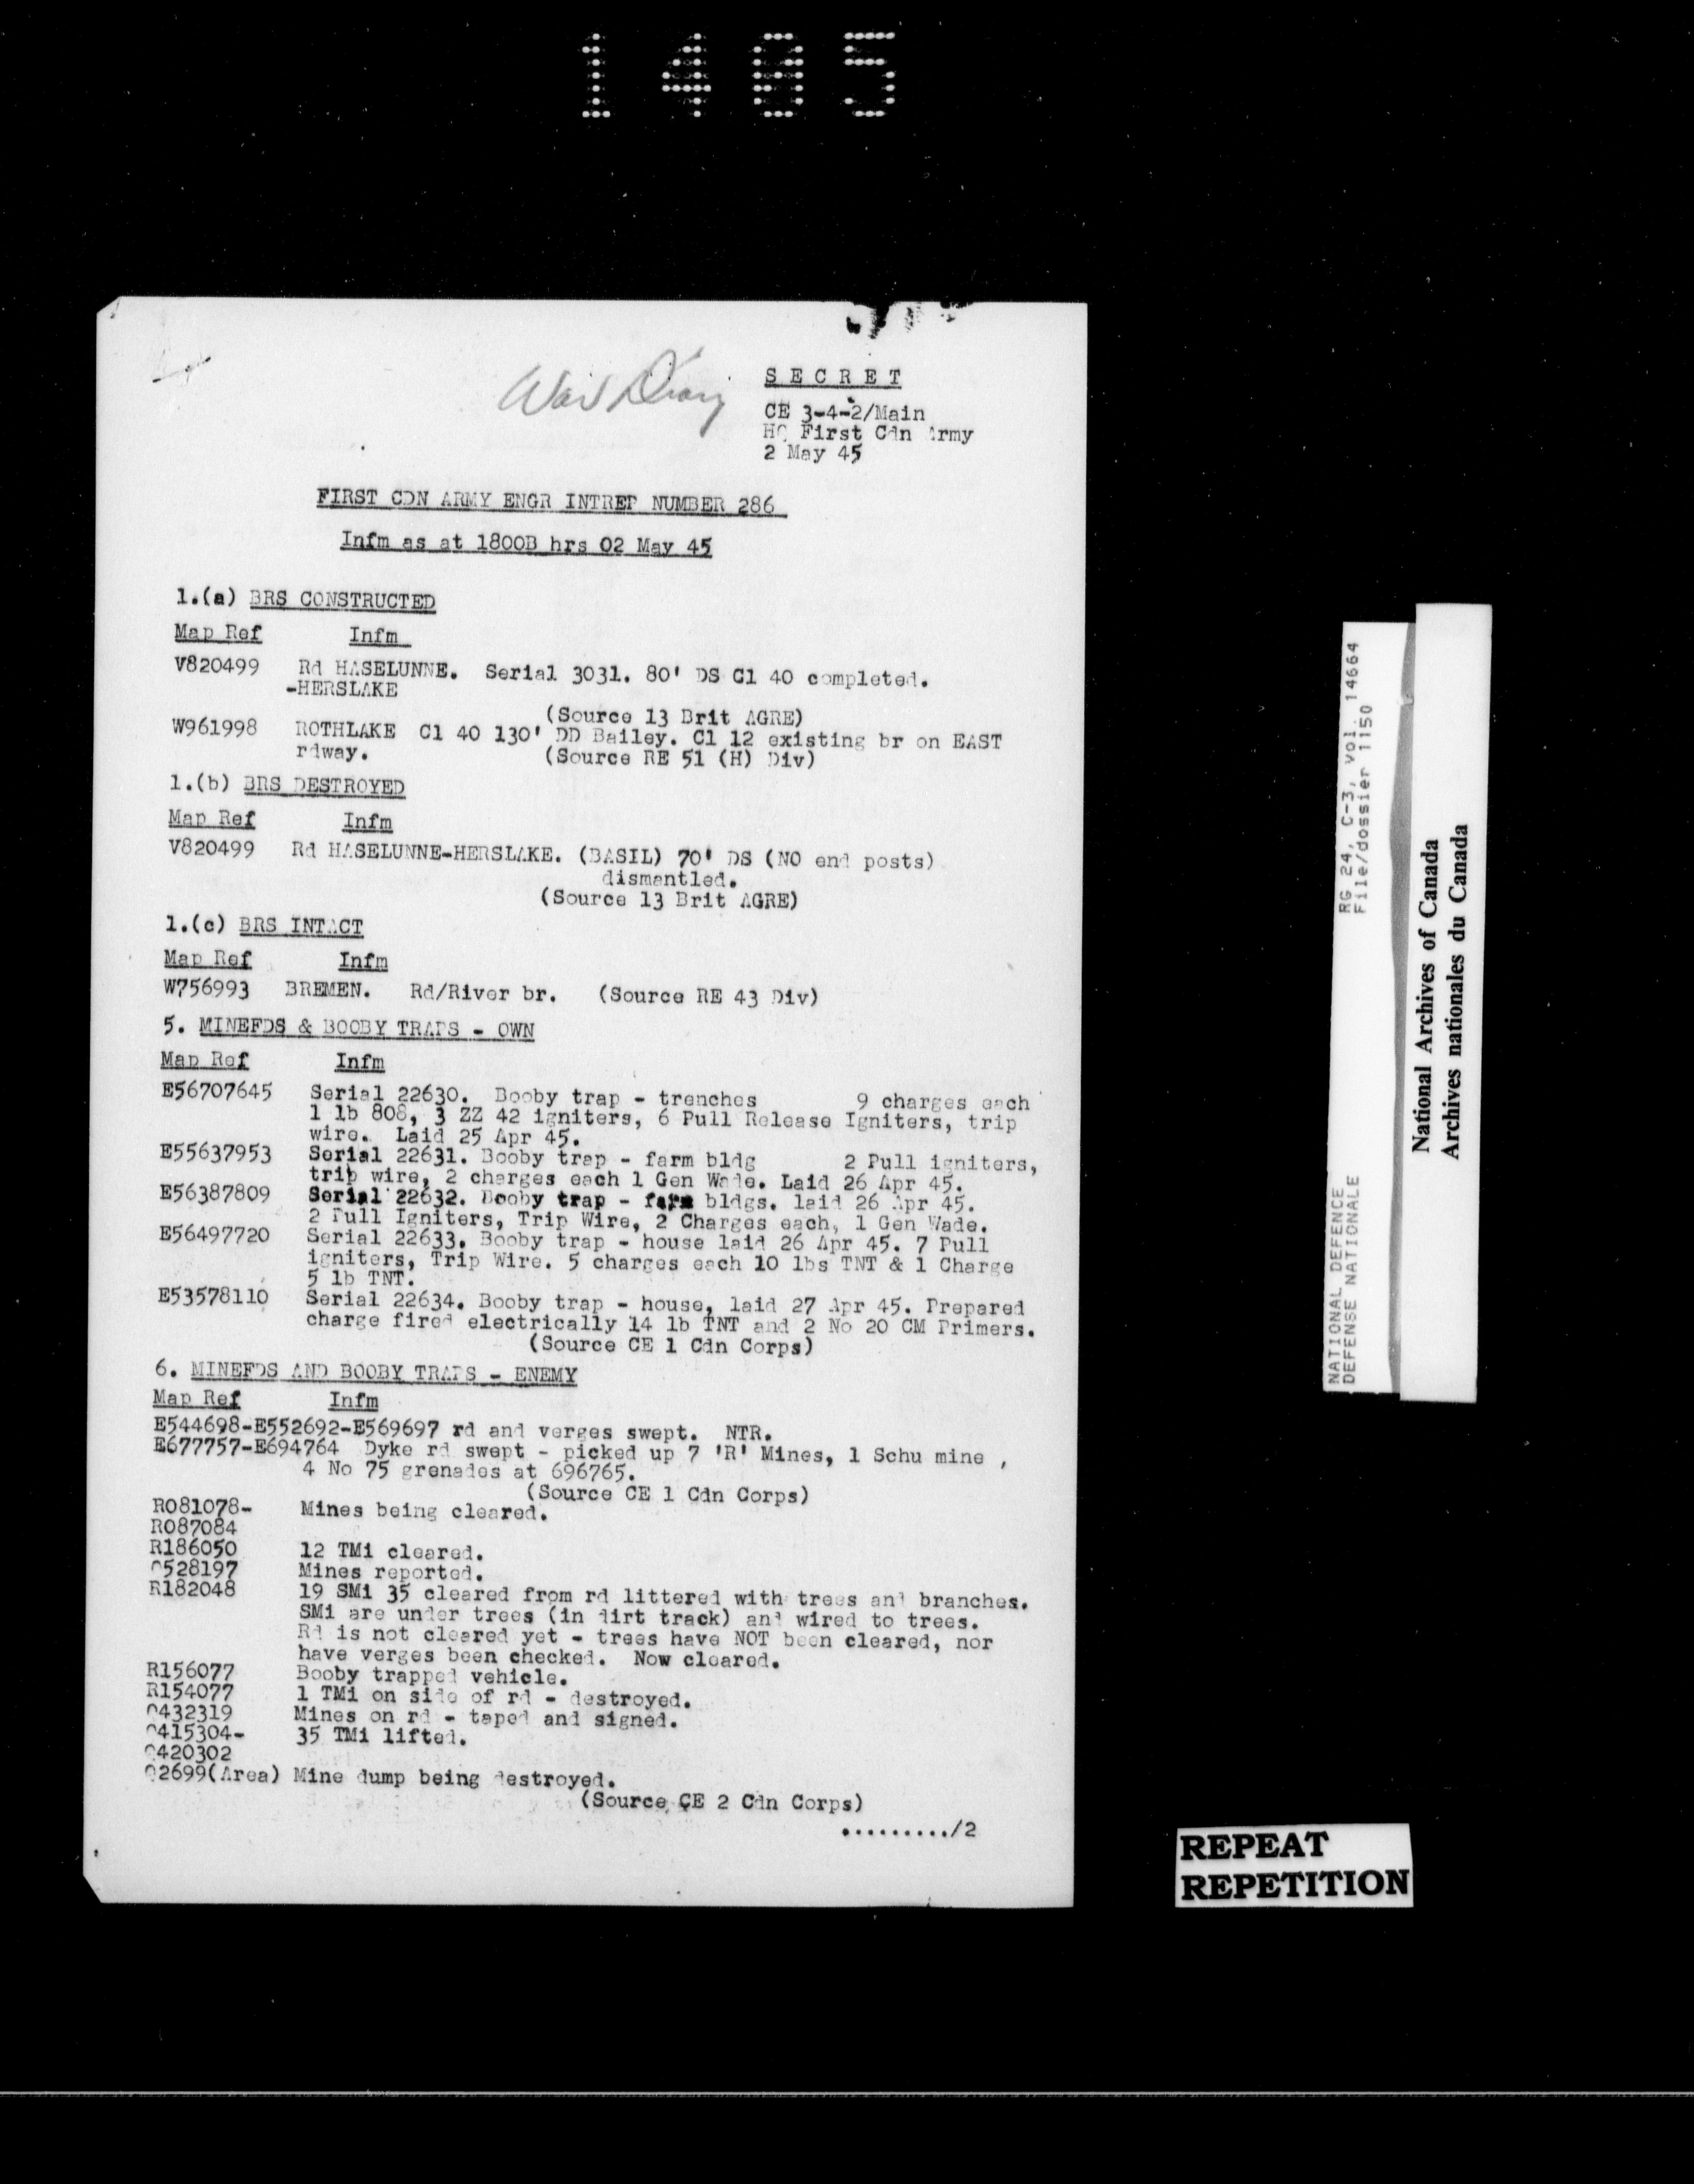 1405
War Diary
SECRET
CE 3-4-2/Main
HQ First Cdn Army
2 May 45
FIRST CDN ARMY ENGR INTREP NUMBER 286
Infm as at 1800B hrs 02 May 45
1.(a) BRS CONSTRUCTED
Map Ref Infm
V820499 Rd HASELUNNE. Serial 3031. 80' DS Cl 40 completed.
-HERSLAKE
(Source 13 Brit AGRE)
W961998 ROTHLAKE Cl 40 130' DD Bailey. Cl 12 existing br on EAST
rdway. (Source RE 51 (H) Div)
1.(b) BRS DESTROYED
Map Ref Infm
V820499 Rd HASELUNNE-HERSLAKE. (BASIL) 70' DS (NO end posts)
dismantled.
(Source 13 Brit AGRE)
1.(c) BRS INTACT
Map Ref Infm
W756993 BREMEN. Rd/River br. (Source RE 43 Div)
5. MINEFDS & BOOBY TRAPS - OWN
Map Ref Infm
E56707645 Serial 22630. Booby trap - trenches 9 charges each
1 lb 808, 3 ZZ 42 igniters, 6 Pull Release Igniters, trip
wire. Laid 25 Apr 45.
E55637953 Serial 22631. Booby trap - farm bldg 2 Pull igniters,
trip wire, 2 charges each 1 Gen Wade. Laid 26 Apr 45.
E56387809 Serial 22632. Booby trap - farm bldgs. laid 26 Apr 45.
2 Pull Igniters, Trip Wire, 2 Charges each, 1 Gen Wade.
E56497720 Serial 22633. Booby trap - house laid 26 Apr 45. 7 Pull
igniters, Trip Wire. 5 charges each 10 lbs TNT & 1 Charge
5 lb TNT.
E53578110 Serial 22634. Booby trap - house, laid 27 Apr 45. Prepared
charge fired electrically 14 lb TNT and 2 No 20 CM Primers.
(Source CE 1 Cdn Corps)
6. MINEFDS AND BOOBY TRAPS - ENEMY
Map Ref Infm
E544698-E552692-E569697 rd and verges swept. NTR.
E677757-E694764 Dyke rd swept - picked up 7 'R' Mines, 1 Schu mine ,
4 No 75 grenades at 696765.
(Source CE 1 Cdn Corps)
R081078- Mines being cleared.
R087084
R186050 12 TMi cleared.
Q528197 Mines reported.
R182048 19 SMi 35 cleared from rd littered with trees and branches.
SMi are under trees (in dirt track) and wired to trees.
Rd is not cleared yet - trees have NOT been cleared, nor
have verges been checked. Now cleared.
R156077 Booby trapped vehicle.
R154077 1 TMi on side of rd - destroyed.
Q432319 Mines on rd - taped and signed.
Q415304- 35 TMi lifted.
Q420302
Q2699(Area) Mine dump being destroyed.
(Source CE 2 Cdn Corps)
........./2
RG 24, C-3, vol. 14664
File/dossier 1150
NATIONAL DEFENCE
DEFENSE NATIONALE
National Archives of Canada
Archives nationales du Canada
REPEAT
REPETITION